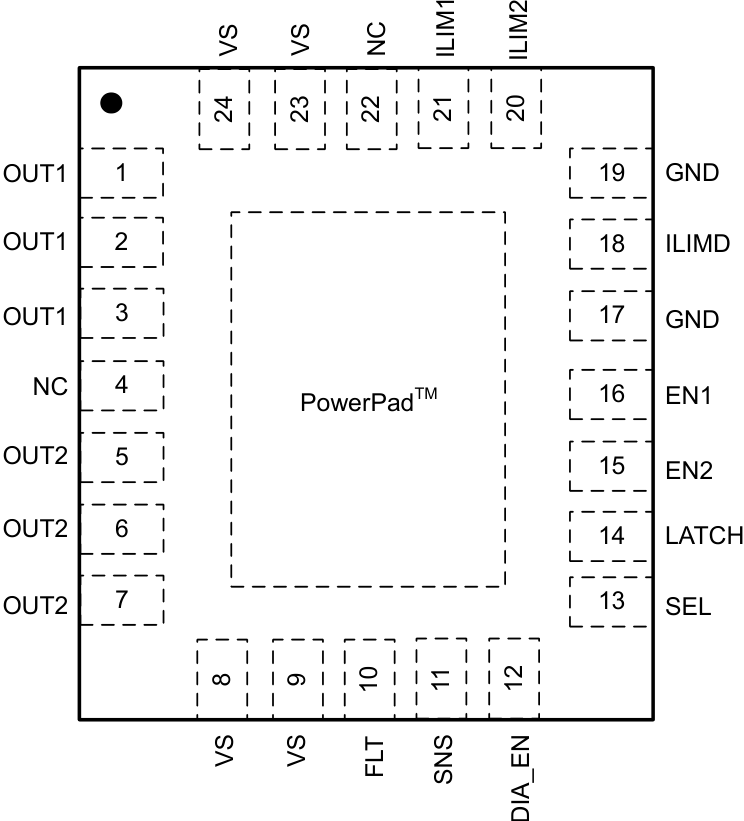 VS VS NC ILIM1 ILIM2
24 23 22 21 20
OUT1 1 19 GND
OUT1 2 18 ILIMD
OUT1 3 17 GND
NC 4 16 EN1
PowerPad™
OUT2 5 15 EN2
OUT2 6 14 LATCH
OUT2 7 13 SEL
8 9 10 11 12
VS VS FLT SNS DIA_EN